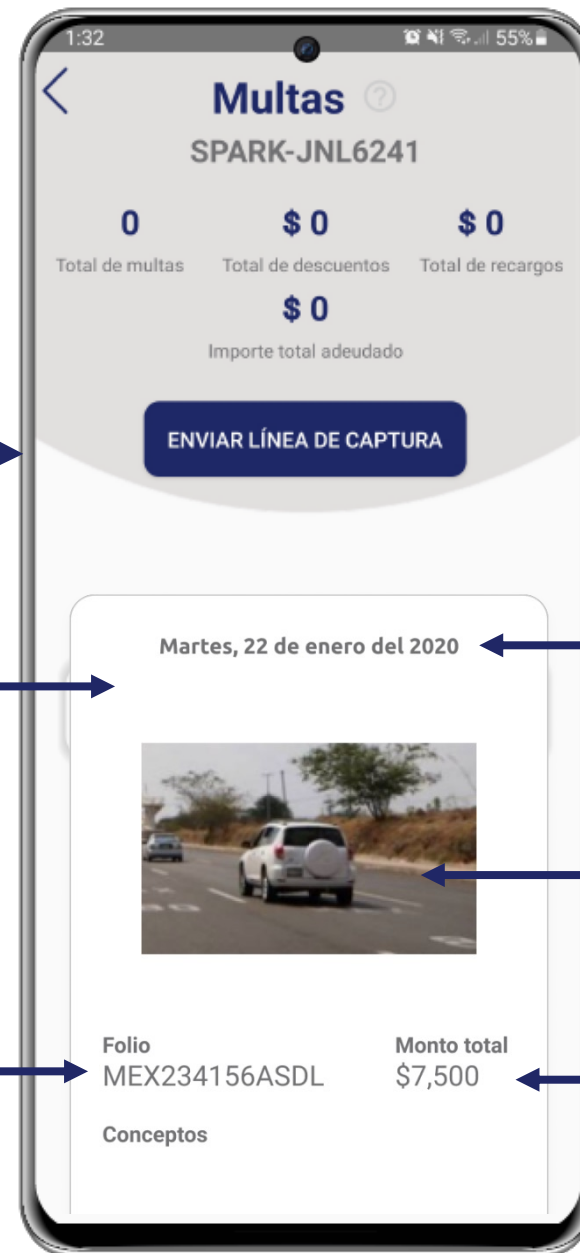 1:32 55%
Multas ?
SPARK-JNL6241
0 $ 0 $ 0
Total de multas Total de descuentos Total de recargos
$ 0
Importe total adeudado
ENVIAR LÍNEA DE CAPTURA
Martes, 22 de enero del 2020
Folio Monto total
MEX234156ASDL $7,500
Conceptos